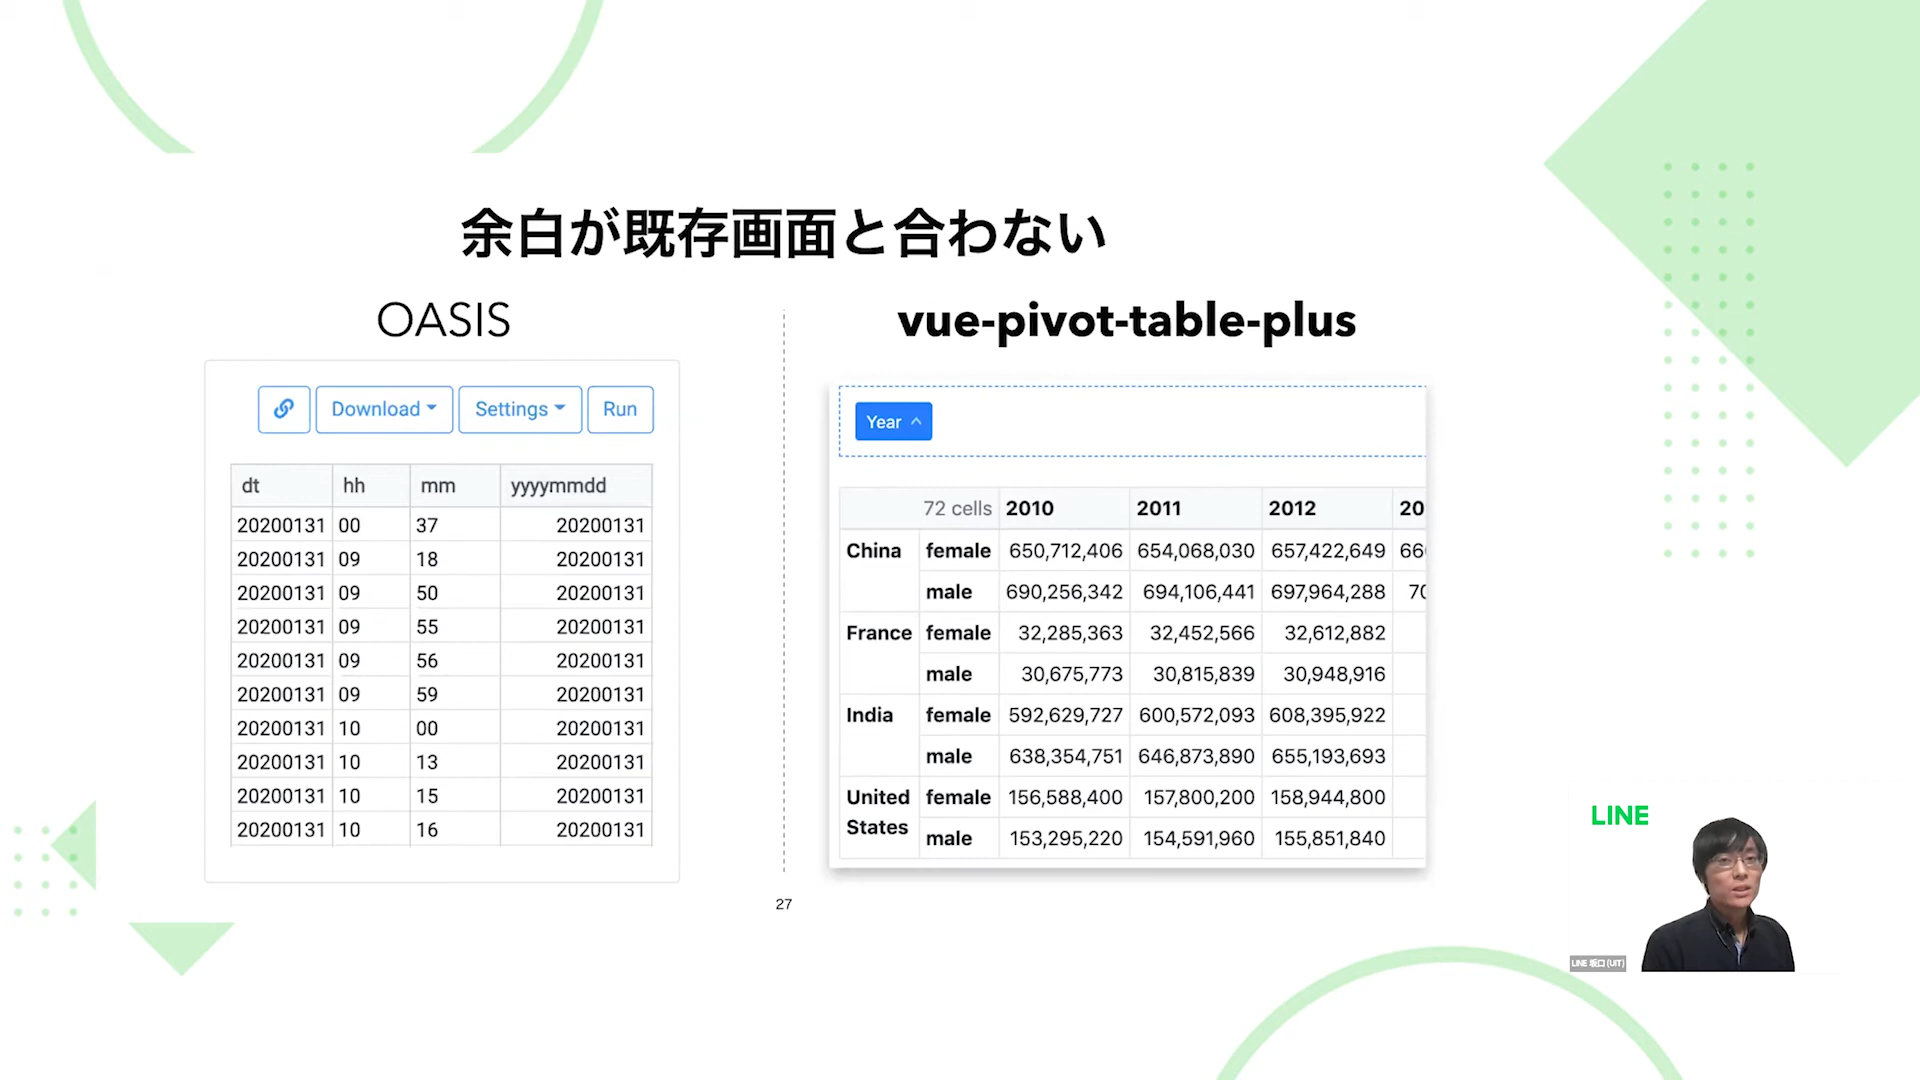 余白が既存画面と合わない
OASIS
Download
Settings
Run
dt hh mm yyyymmdd
20200131 00 37 20200131
20200131 09 18 20200131
20200131 09 50 20200131
20200131 09 55 20200131
20200131 09 56 20200131
20200131 09 59 20200131
20200131 10 00 20200131
20200131 10 13 20200131
20200131 10 15 20200131
20200131 10 16 20200131
vue-pivot-table-plus
Year
72 cells 2010 2011 2012 20
China female 650,712,406 654,068,030 657,422,649 66
male 690,256,342 694,106,441 697,964,288 70
France female 32,285,363 32,452,566 32,612,882
male 30,675,773 30,815,839 30,948,916
India female 592,629,727 600,572,093 608,395,922
male 638,354,751 646,873,890 655,193,693
United States female 156,588,400 157,800,200 158,944,800
male 153,295,220 154,591,960 155,851,840
27
LINE
LINE 坂口 (UIT)